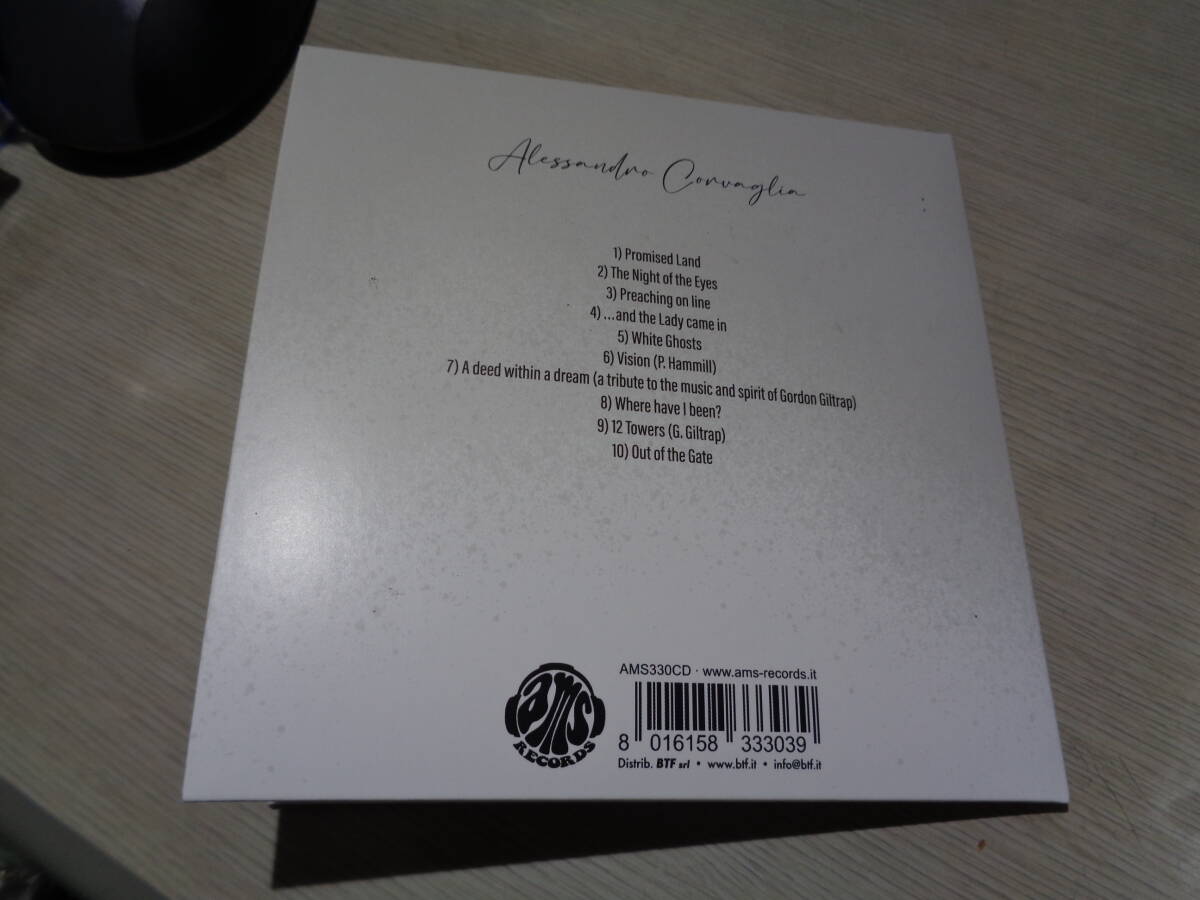 Alessandro Corvaglia
1) Promised Land
2) The Night of the Eyes
3) Preaching on line
4) ...and the Lady came in
5) White Ghosts
6) Vision (P. Hammill)
7) A deed within a dream (a tribute to the music and spirit of Gordon Giltrap)
8) Where have I been?
9) 12 Towers (G. Giltrap)
10) Out of the Gate
AMS330CD · www.ams-records.it
ams
RECORDS
8 016158 333039
Distrib. BTF srl • www.btf.it • info@btf.it